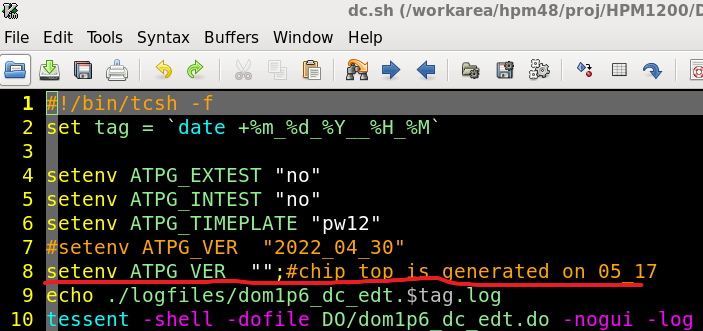 dc.sh (/workarea/hpm48/proj/HPM1200/D
File Edit Tools Syntax Buffers Window Help
1 #!/bin/tcsh -f
2 set tag = `date +%m_%d_%Y__%H_%M`
3
4 setenv ATPG_EXTEST "no"
5 setenv ATPG_INTEST "no"
6 setenv ATPG_TIMEPLATE "pw12"
7 #setenv ATPG_VER  "2022_04_30"
8 setenv ATPG_VER  "";#chip top is generated on 05_17
9 echo ./logfiles/dom1p6_dc_edt.$tag.log
10 tessent -shell -dofile DO/dom1p6_dc_edt.do -nogui -log